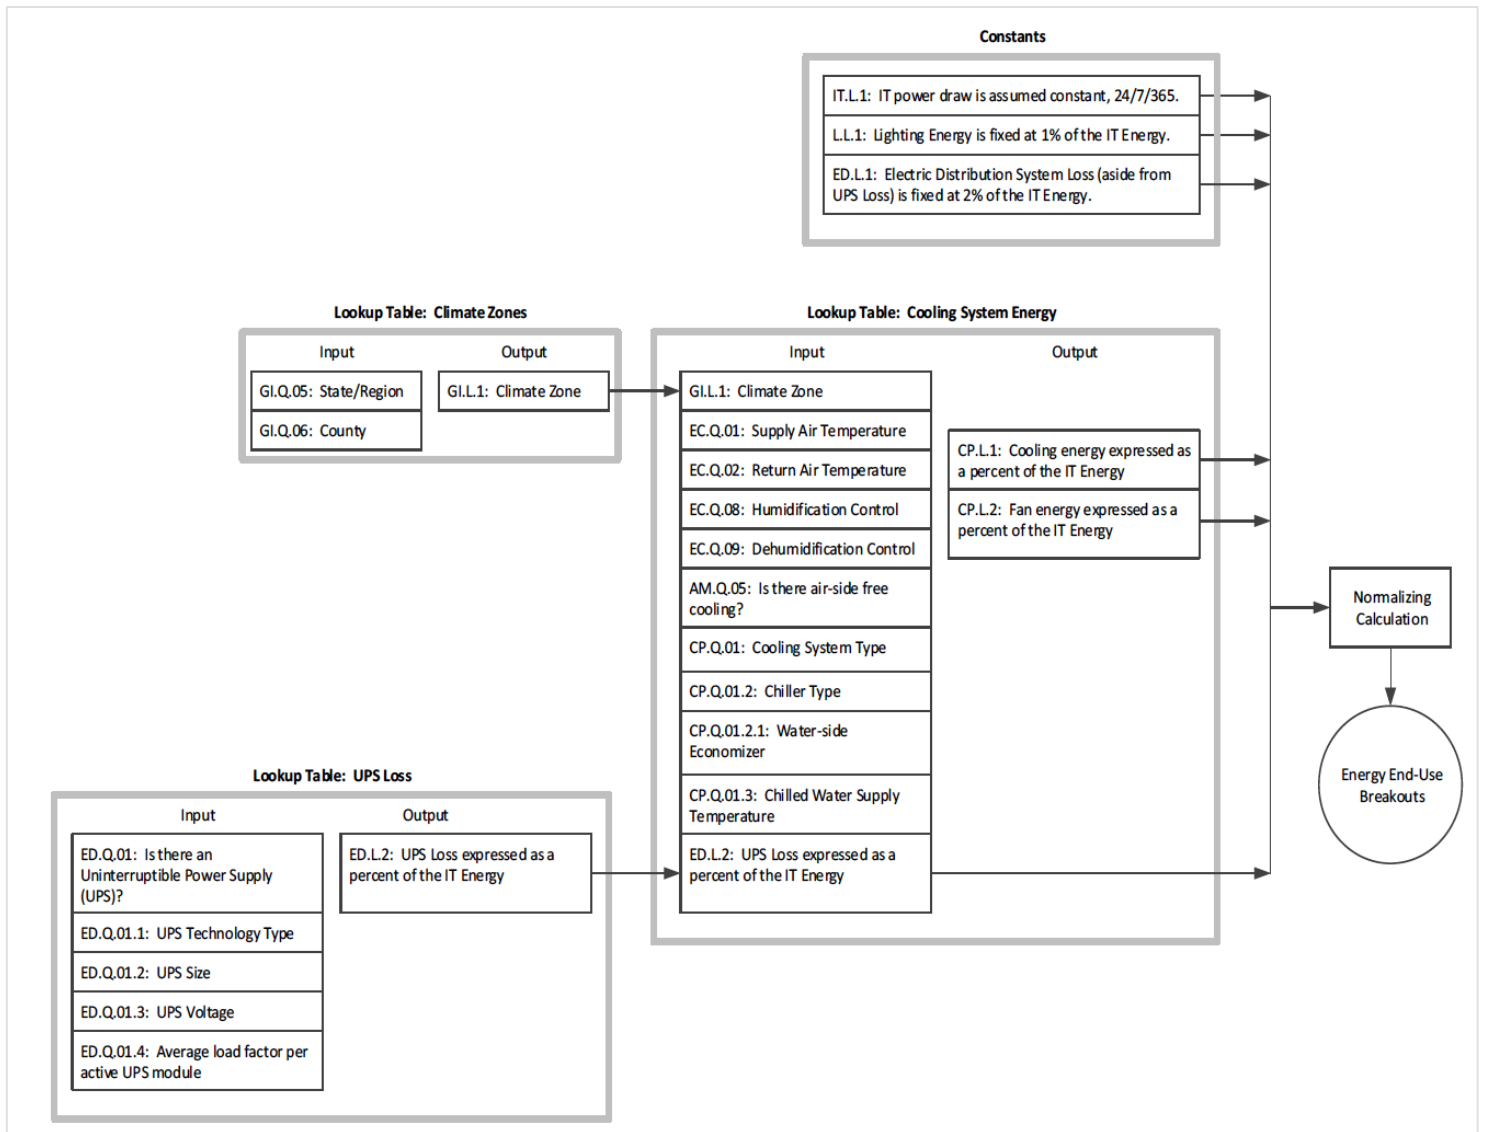 Constants
IT.L.1: IT power draw is assumed constant, 24/7/365.
L.L.1: Lighting Energy is fixed at 1% of the IT Energy.
ED.L.1: Electric Distribution System Loss (aside from
UPS Loss) is fixed at 2% of the IT Energy.
Lookup Table: Climate Zones
Input
Output
GI.Q.05: State/Region
GI.Q.06: County
GI.L.1: Climate Zone
Lookup Table: Cooling System Energy
Input
Output
GI.L.1: Climate Zone
EC.Q.01: Supply Air Temperature
EC.Q.02: Return Air Temperature
EC.Q.08: Humidification Control
EC.Q.09: Dehumidification Control
AM.Q.05: Is there air-side free
cooling?
CP.Q.01: Cooling System Type
CP.Q.01.2: Chiller Type
CP.Q.01.2.1: Water-side
Economizer
CP.Q.01.3: Chilled Water Supply
Temperature
ED.L.2: UPS Loss expressed as a
percent of the IT Energy
CP.L.1: Cooling energy expressed as
a percent of the IT Energy
CP.L.2: Fan energy expressed as a
percent of the IT Energy
Lookup Table: UPS Loss
Input
Output
ED.Q.01: Is there an
Uninterruptible Power Supply
(UPS)?
ED.Q.01.1: UPS Technology Type
ED.Q.01.2: UPS Size
ED.Q.01.3: UPS Voltage
ED.Q.01.4: Average load factor per
active UPS module
ED.L.2: UPS Loss expressed as a
percent of the IT Energy
Normalizing
Calculation
Energy End-Use
Breakouts